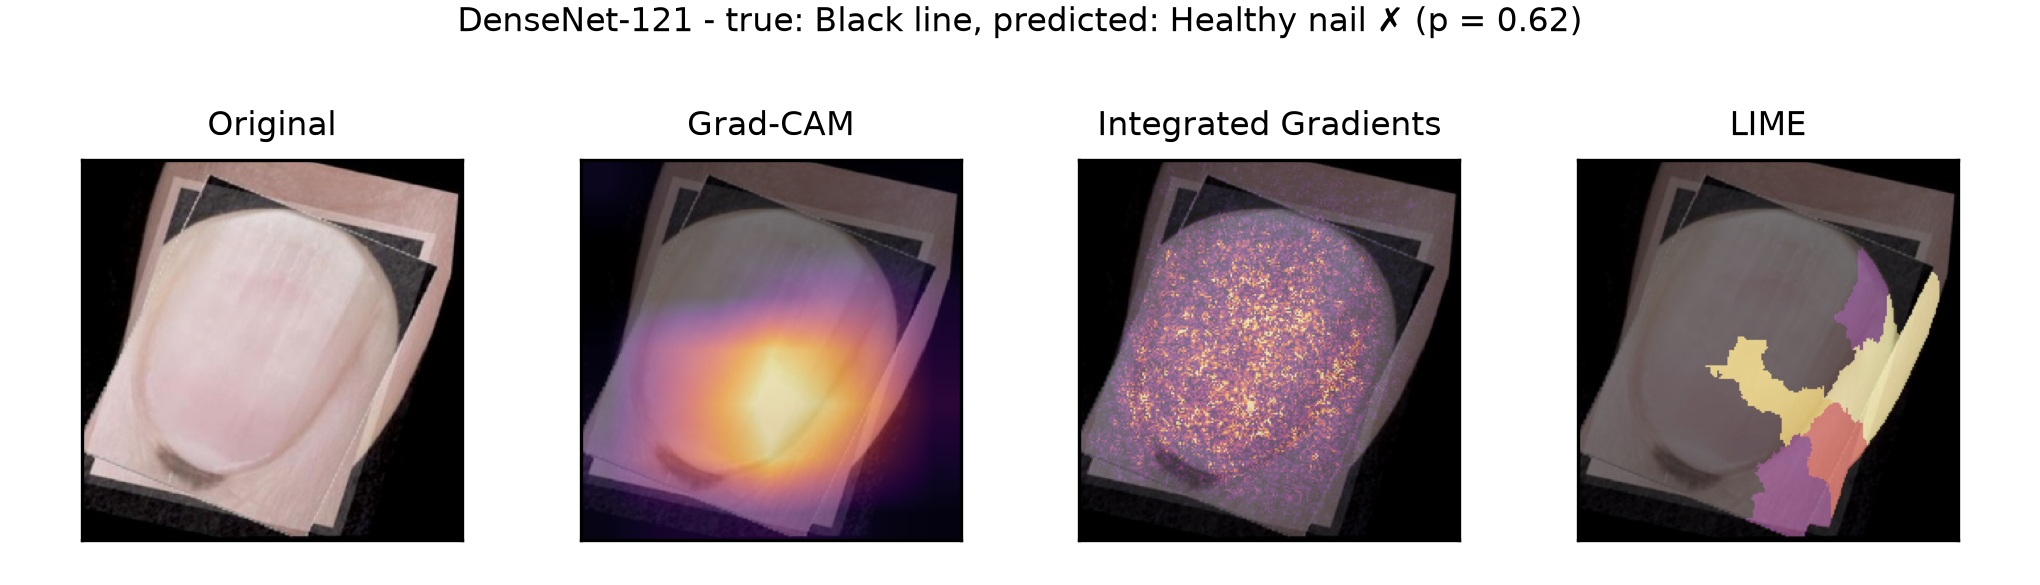 DenseNet-121 - true: Black line, predicted: Healthy nail ✗ (p = 0.62)
Original
Grad-CAM
Integrated Gradients
LIME